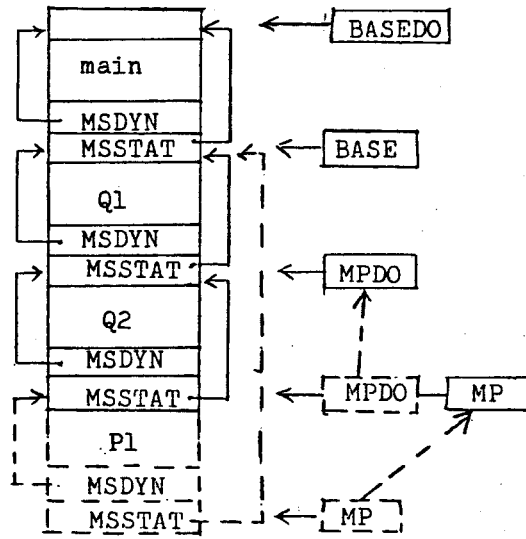 BASEDO
main
MSDYN
MSSTAT
BASE
Q1
MSDYN
MSSTAT
MPDO
Q2
MSDYN
MSSTAT
MPDO
MP
P1
MSDYN
MSSTAT
MP